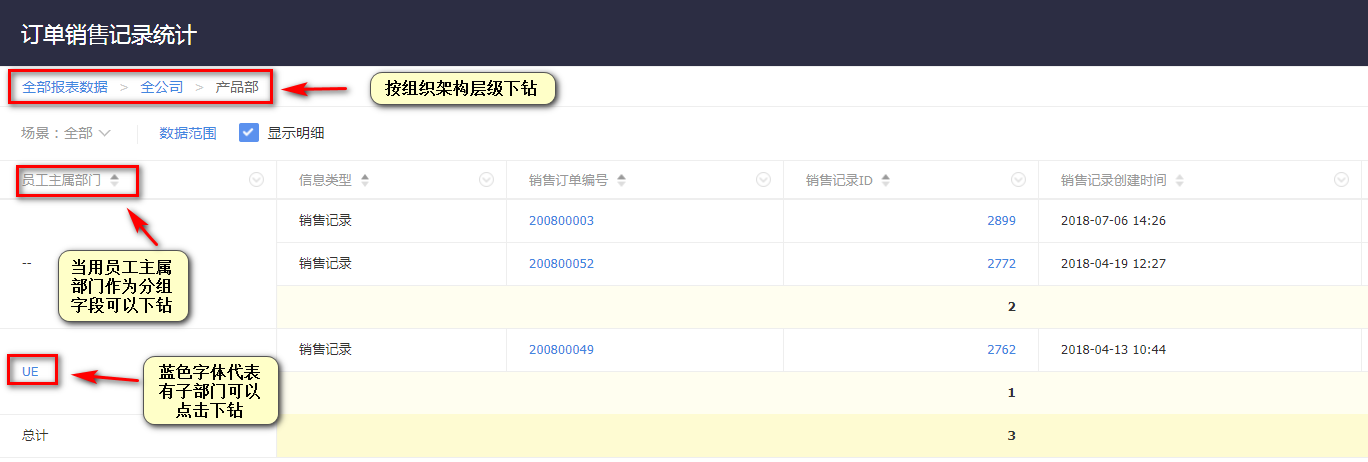 订单销售记录统计
全部报表数据 > 全公司 > 产品部
按组织架构层级下钻
场景：全部 数据范围 显示明细
员工主属部门 信息类型 销售订单编号 销售记录ID 销售记录创建时间
销售记录 200800003 2899 2018-07-06 14:26
--
销售记录 200800052 2772 2018-04-19 12:27
当用员工主属
部门作为分组
字段可以下钻
2
销售记录 200800049 2762 2018-04-13 10:44
UE
蓝色字体代表
有子部门可以
点击下钻
1
总计 3